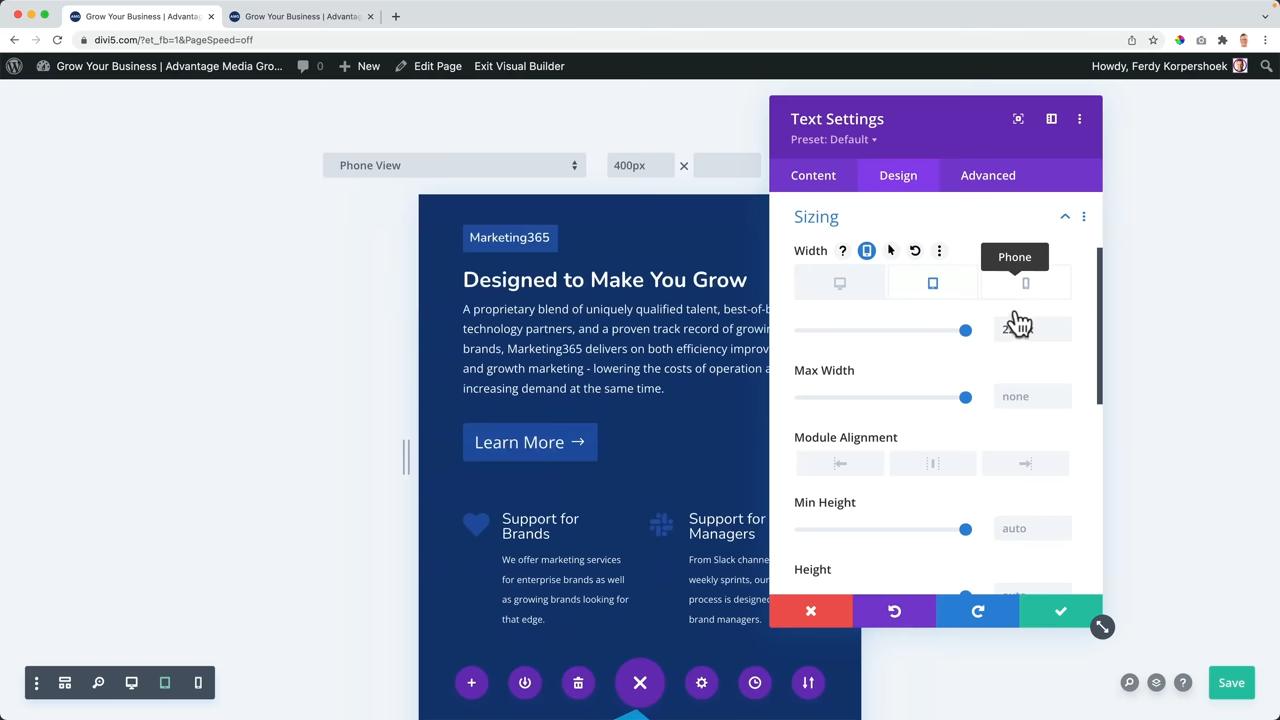 Grow Your Business | Advantag
Grow Your Business | Advantag
divi5.com/?et_fb=1&PageSpeed=off
Grow Your Business | Advantage Media Gro...
0
New
Edit Page
Exit Visual Builder
Howdy, Ferdy Korpershoek
Text Settings
Preset: Default
Phone View
400px
Content
Design
Advanced
Sizing
Width
?
Phone
Max Width
none
Module Alignment
Min Height
auto
Height
Marketing365
Designed to Make You Grow
A proprietary blend of uniquely qualified talent, best-of-b
technology partners, and a proven track record of growin
brands, Marketing365 delivers on both efficiency improv
and growth marketing - lowering the costs of operation a
increasing demand at the same time.
Learn More →
Support for
Brands
We offer marketing services
for enterprise brands as well
as growing brands looking for
that edge.
Support for
Managers
From Slack channe
weekly sprints, our
process is designed
brand managers.
?
Save